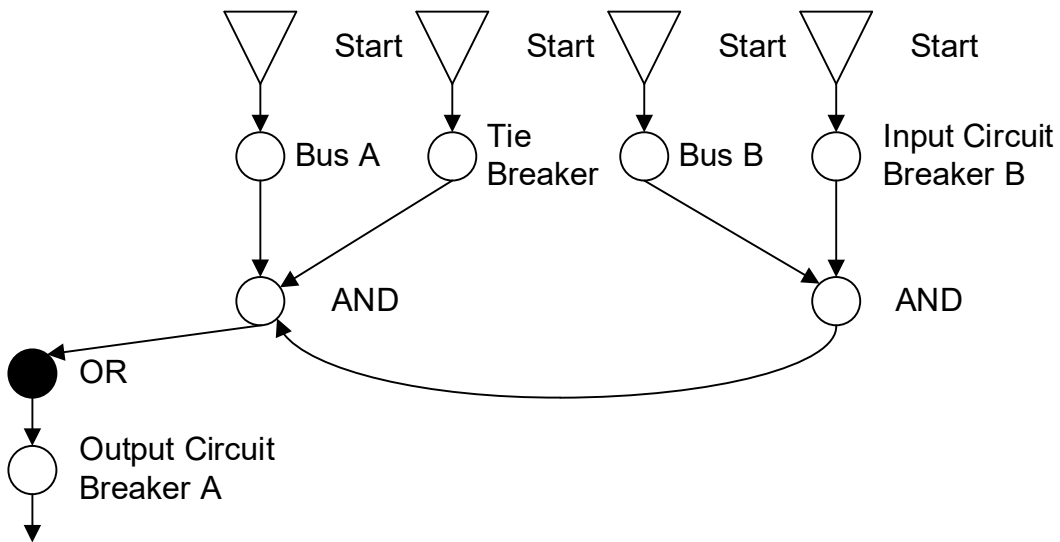 Start
Start
Start
Start
Bus A
Tie
Breaker
Bus B
Input Circuit
Breaker B
AND
AND
OR
Output Circuit
Breaker A